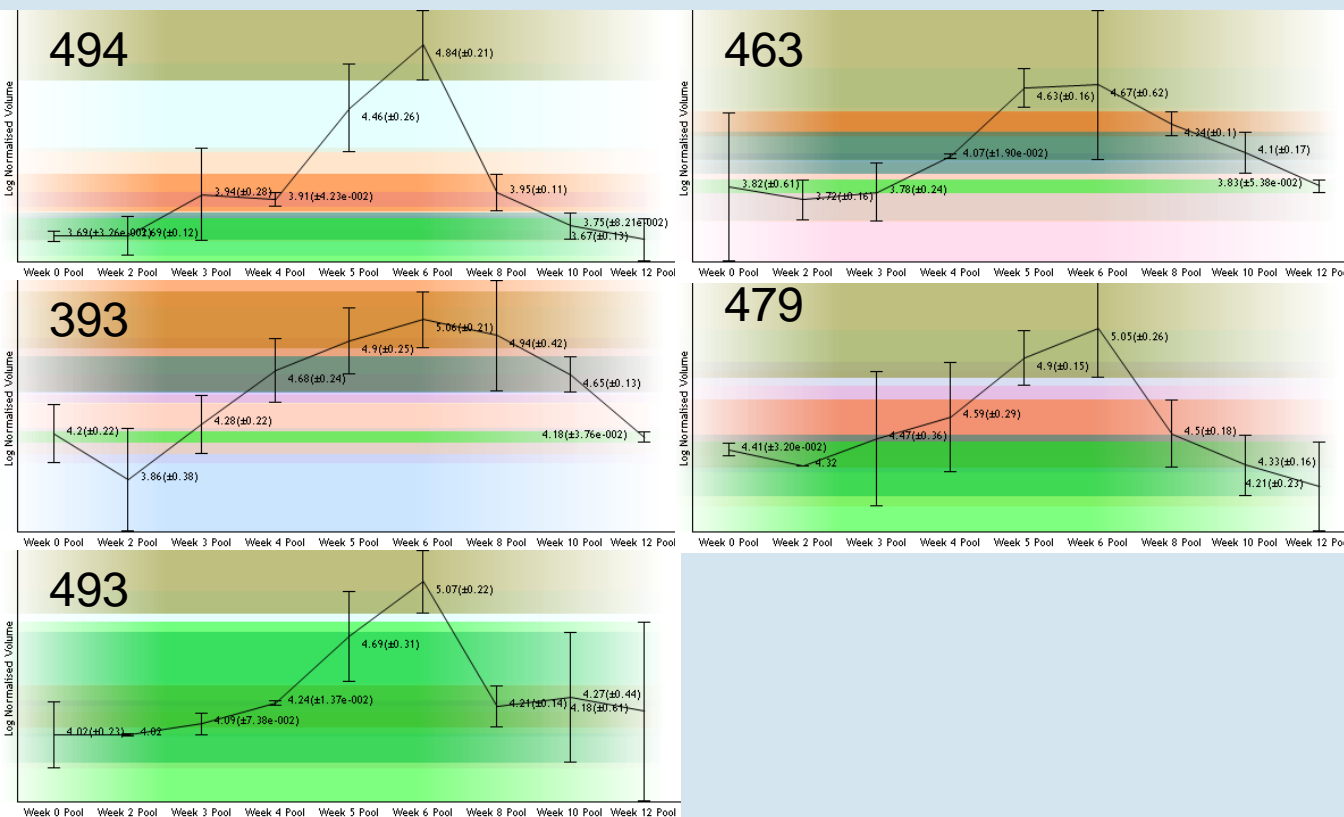 494
Log Normalised Volume
4.84(±0.21)
4.46(±0.26)
3.94(±0.28)
3.91(±4.23e-002)
3.95(±0.11)
3.69(±3.26e-002)
3.69(±0.12)
3.75(±8.21e-002)
3.67(±0.13)
Week 0 Pool Week 2 Pool Week 3 Pool Week 4 Pool Week 5 Pool Week 6 Pool Week 8 Pool Week 10 Pool Week 12 Pool
463
Log Normalised Volume
4.63(±0.16)
4.67(±0.62)
4.34(±0.1)
4.07(±1.90e-002)
4.1(±0.17)
3.82(±0.61)
3.72(±0.16)
3.78(±0.24)
3.83(±5.38e-002)
Week 0 Pool Week 2 Pool Week 3 Pool Week 4 Pool Week 5 Pool Week 6 Pool Week 8 Pool Week 10 Pool Week 12 Po
393
Log Normalised Volume
5.06(±0.21)
4.94(±0.42)
4.9(±0.25)
4.68(±0.24)
4.65(±0.13)
4.2(±0.22)
4.28(±0.22)
4.18(±3.76e-002)
3.86(±0.38)
Week 0 Pool Week 2 Pool Week 3 Pool Week 4 Pool Week 5 Pool Week 6 Pool Week 8 Pool Week 10 Pool Week 12 Pool
479
Log Normalised Volume
5.05(±0.26)
4.9(±0.15)
4.59(±0.29)
4.47(±0.36)
4.5(±0.18)
4.41(±3.20e-002)
4.32
4.33(±0.16)
4.21(±0.23)
Week 0 Pool Week 2 Pool Week 3 Pool Week 4 Pool Week 5 Pool Week 6 Pool Week 8 Pool Week 10 Pool Week 12 Po
493
Log Normalised Volume
5.07(±0.22)
4.69(±0.31)
4.24(±1.37e-002)
4.27(±0.44)
4.21(±0.14)
4.18(±0.61)
4.09(±7.38e-002)
4.02(±0.23)
4.02
Week 0 Pool Week 2 Pool Week 3 Pool Week 4 Pool Week 5 Pool Week 6 Pool Week 8 Pool Week 10 Pool Week 12 Pool